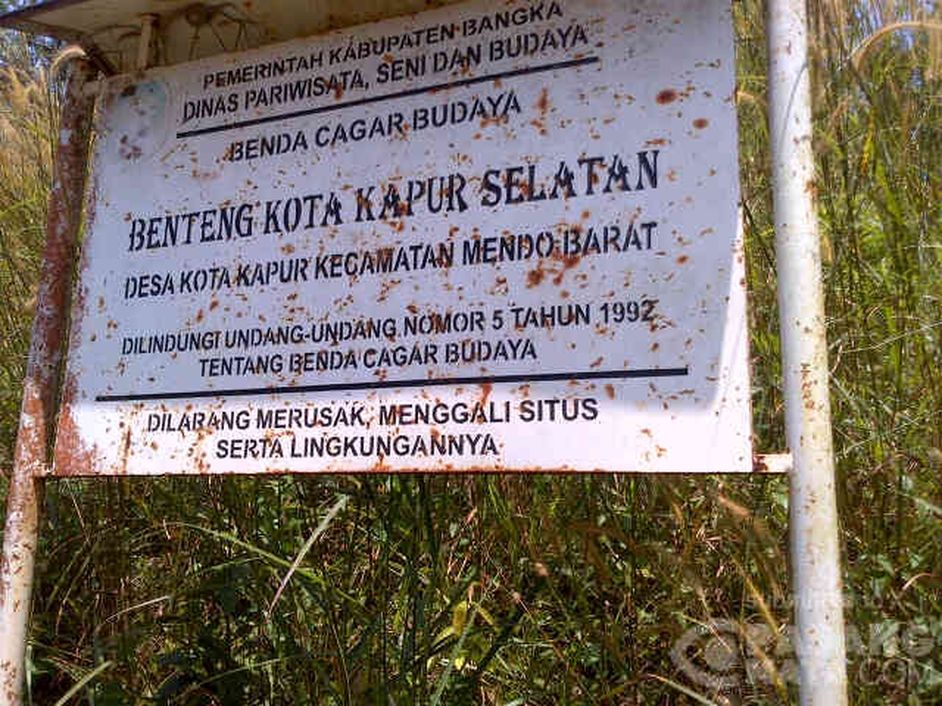 PEMERINTAH KABUPATEN BANGKA
DINAS PARIWISATA, SENI DAN BUDAYA
BENDA CAGAR BUDAYA
BENTENG KOTA KAPUR SELATAN
DESA KOTA KAPUR KECAMATAN MENDO BARAT
DILINDUNGI UNDANG-UNDANG NOMOR 5 TAHUN 1992
TENTANG BENDA CAGAR BUDAYA
DILARANG MERUSAK, MENGGALI SITUS
SERTA LINGKUNGANNYA